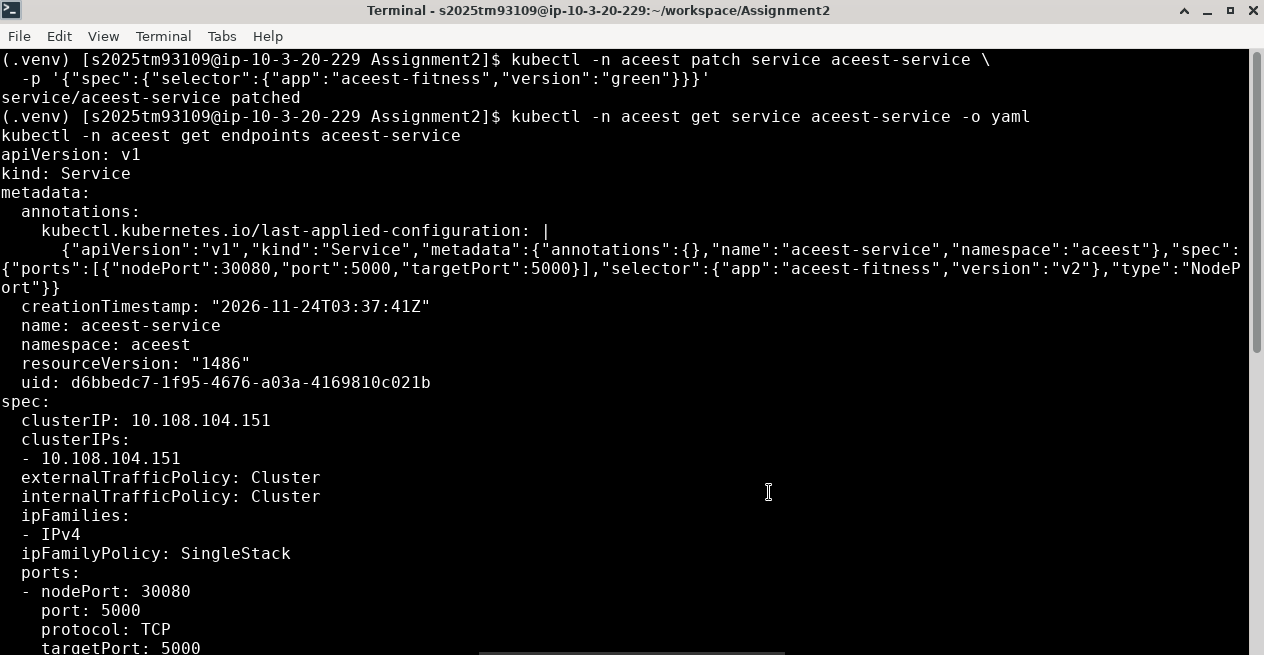 Terminal - s2025tm93109@ip-10-3-20-229:~/workspace/Assignment2
File Edit View Terminal Tabs Help
(.venv) [s2025tm93109@ip-10-3-20-229 Assignment2]$ kubectl -n aceest patch service aceest-service \
  -p '{"spec":{"selector":{"app":"aceest-fitness","version":"green"}}}'
service/aceest-service patched
(.venv) [s2025tm93109@ip-10-3-20-229 Assignment2]$ kubectl -n aceest get service aceest-service -o yaml
kubectl -n aceest get endpoints aceest-service
apiVersion: v1
kind: Service
metadata:
  annotations:
    kubectl.kubernetes.io/last-applied-configuration: |
      {"apiVersion":"v1","kind":"Service","metadata":{"annotations":{},"name":"aceest-service","namespace":"aceest"},"spec":
{"ports":[{"nodePort":30080,"port":5000,"targetPort":5000}],"selector":{"app":"aceest-fitness","version":"v2"},"type":"NodeP
ort"}}
  creationTimestamp: "2026-11-24T03:37:41Z"
  name: aceest-service
  namespace: aceest
  resourceVersion: "1486"
  uid: d6bbedc7-1f95-4676-a03a-4169810c021b
spec:
  clusterIP: 10.108.104.151
  clusterIPs:
  - 10.108.104.151
  externalTrafficPolicy: Cluster
  internalTrafficPolicy: Cluster
  ipFamilies:
  - IPv4
  ipFamilyPolicy: SingleStack
  ports:
  - nodePort: 30080
    port: 5000
    protocol: TCP
    targetPort: 5000